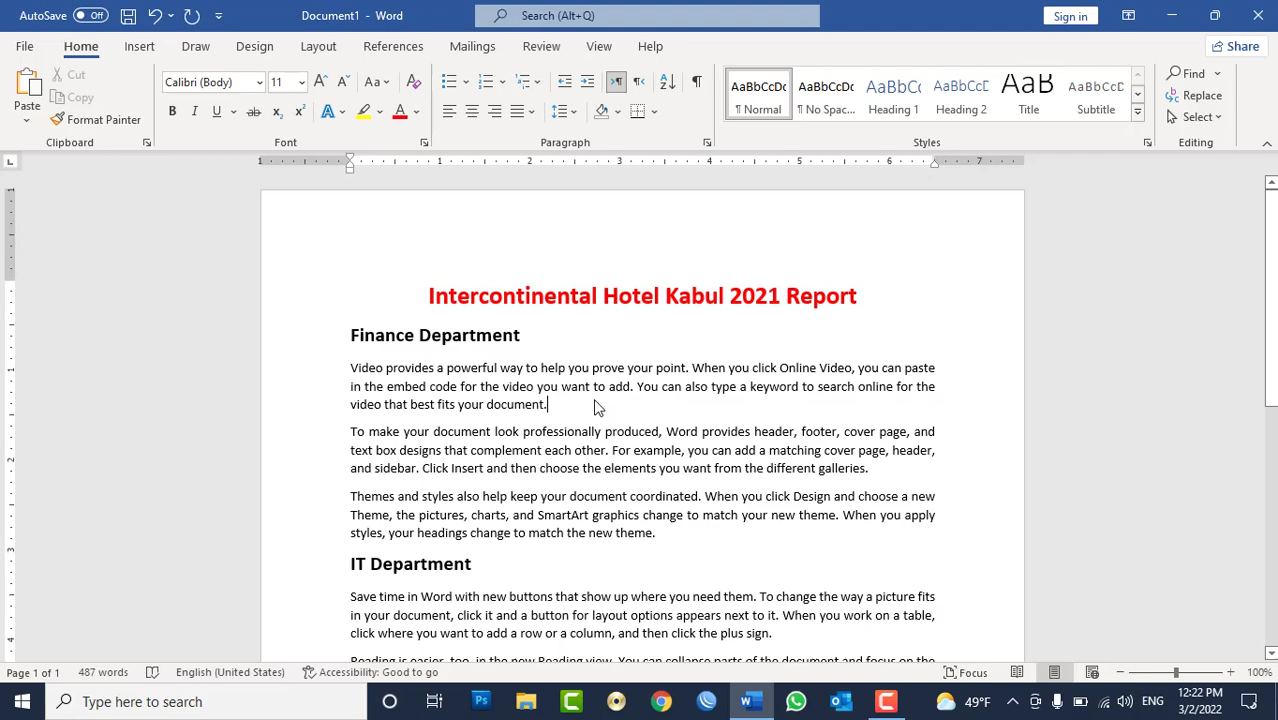 AutoSave Off Document1 - Word Search (Alt+Q) Sign in
File Home Insert Draw Design Layout References Mailings Review View Help Share
Paste
Cut
Copy
Format Painter
Clipboard
Calibri (Body) 11
Font
Paragraph
AaBbCcDc AaBbCcDc AaBbCc AaBbCcD AaB AaBbCcD
¶ Normal ¶ No Spac... Heading 1 Heading 2 Title Subtitle
Styles
Find
Replace
Select
Editing
1 1 2 3 4 5 6 7
Intercontinental Hotel Kabul 2021 Report
Finance Department
Video provides a powerful way to help you prove your point. When you click Online Video, you can paste
in the embed code for the video you want to add. You can also type a keyword to search online for the
video that best fits your document.
To make your document look professionally produced, Word provides header, footer, cover page, and
text box designs that complement each other. For example, you can add a matching cover page, header,
and sidebar. Click Insert and then choose the elements you want from the different galleries.
Themes and styles also help keep your document coordinated. When you click Design and choose a new
Theme, the pictures, charts, and SmartArt graphics change to match your new theme. When you apply
styles, your headings change to match the new theme.
IT Department
Save time in Word with new buttons that show up where you need them. To change the way a picture fits
in your document, click it and a button for layout options appears next to it. When you work on a table,
click where you want to add a row or a column, and then click the plus sign.
Reading is easier, too, in the new Reading view. You can collapse parts of the document and focus on the
Page 1 of 1 487 words English (United States) Accessibility: Good to go Focus 100%
Type here to search 49°F ENG 12:22 PM
3/2/2022